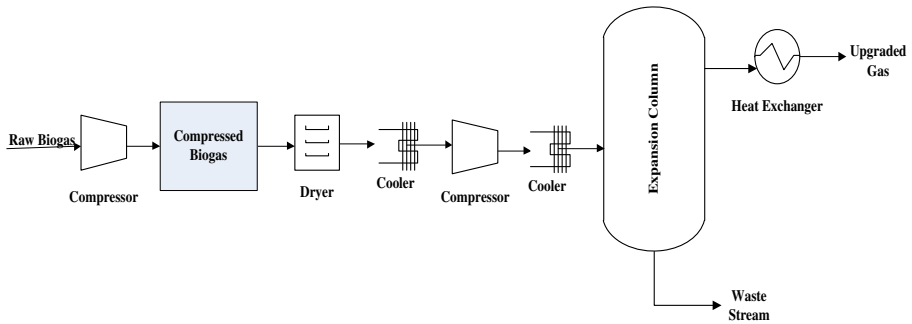 Raw Biogas
Compressor
Compressed
Biogas
Dryer
Cooler
Compressor
Cooler
Expansion Column
Heat Exchanger
Upgraded
Gas
Waste
Stream